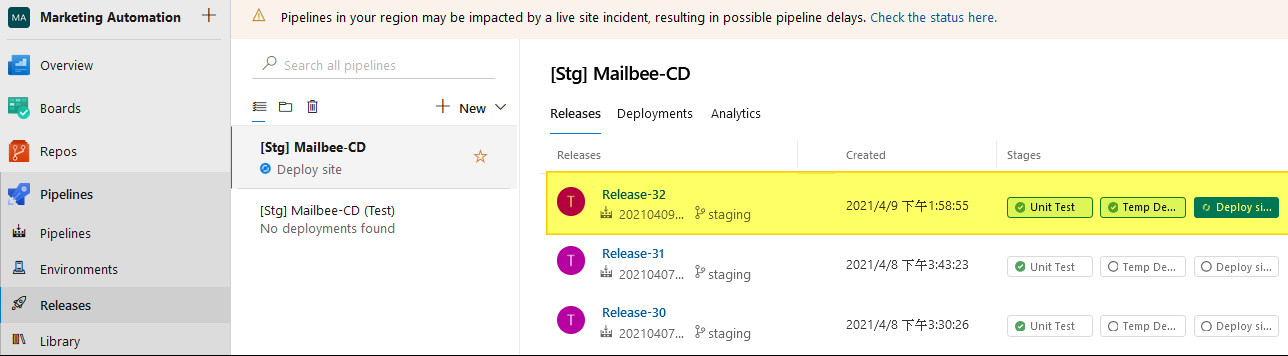 MA Marketing Automation
Overview
Boards
Repos
Pipelines
Pipelines
Environments
Releases
Library
Pipelines in your region may be impacted by a live site incident, resulting in possible pipeline delays. Check the status here.
Search all pipelines
New
[Stg] Mailbee-CD
Deploy site
[Stg] Mailbee-CD (Test)
No deployments found
[Stg] Mailbee-CD
Releases Deployments Analytics
Releases Created Stages
T Release-32
20210409... staging 2021/4/9 下午1:58:55 Unit Test Temp De... Deploy si...
T Release-31
20210407... staging 2021/4/8 下午3:43:23 Unit Test Temp De... Deploy si...
T Release-30
20210407... staging 2021/4/8 下午3:30:26 Unit Test Temp De... Deploy si...